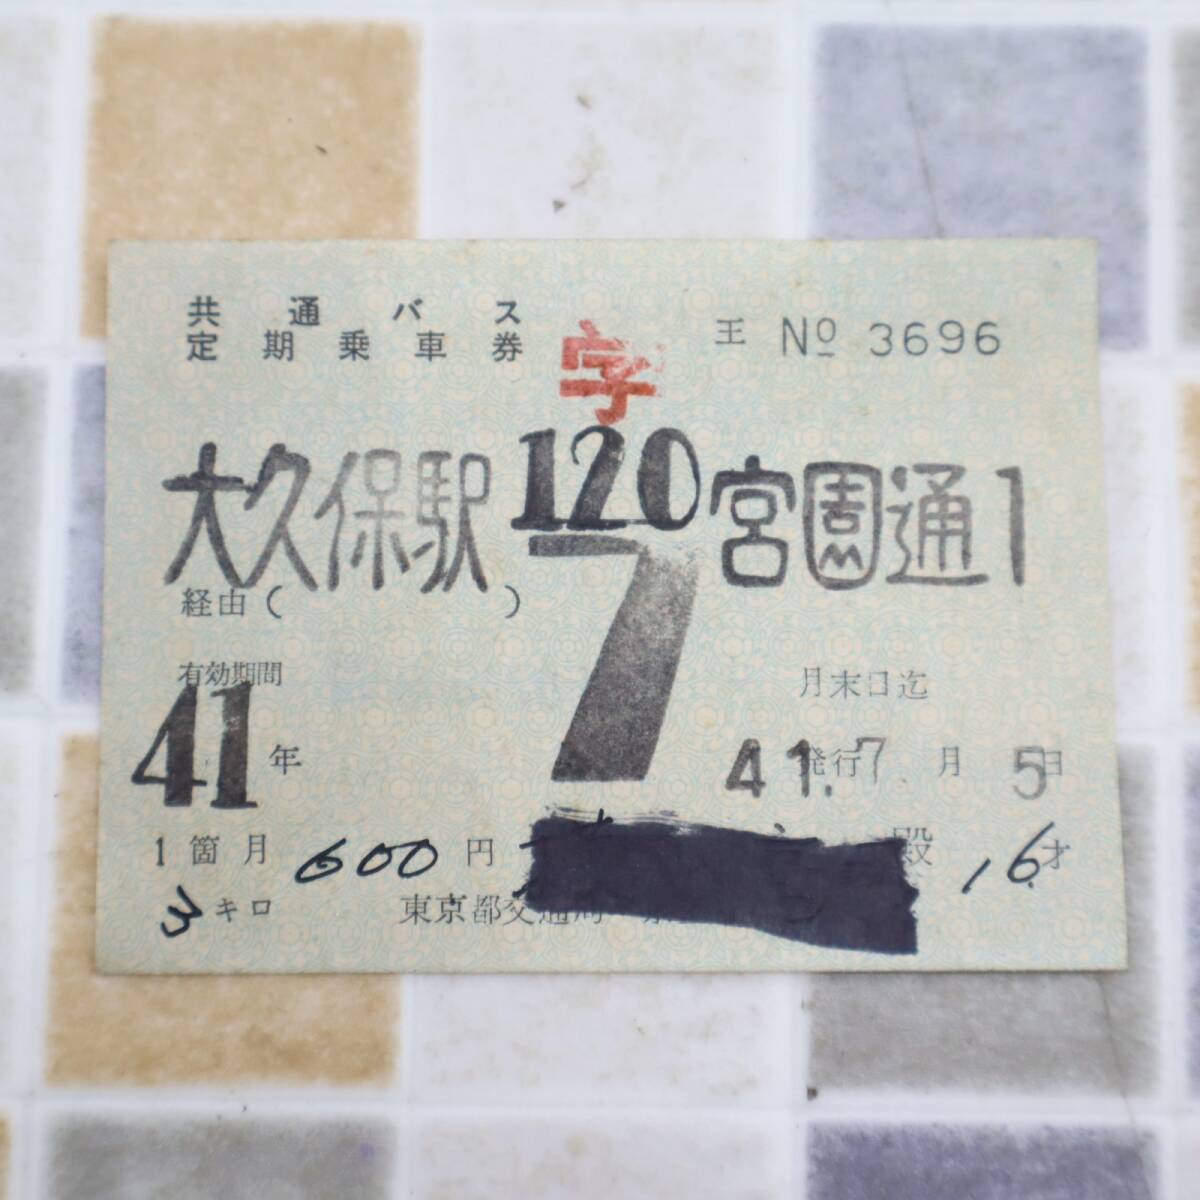 共通バス
定期乗車券
字
王 No 3696
大久保駅 120 宮園通1
経由( )
有効期間
41年 7 月末日迄
41.発行7月5日
1箇月 600円 殿 16才
3キロ 東京都交通局